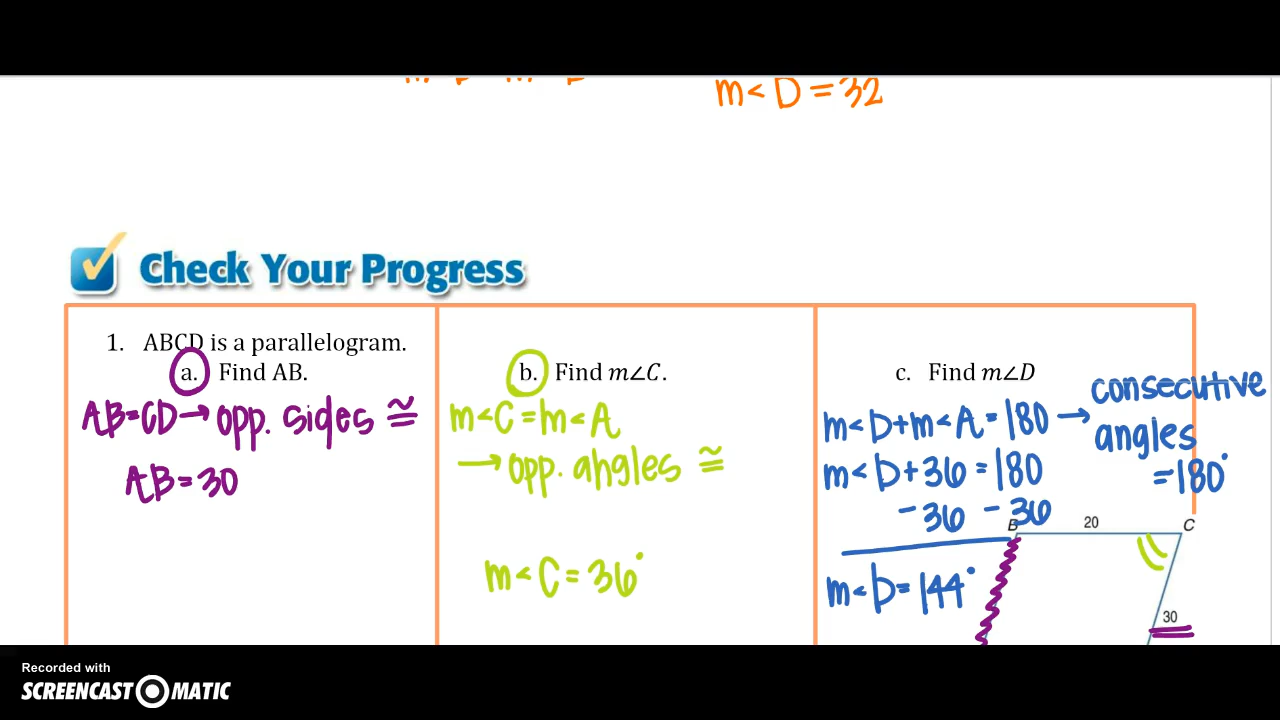 m<D = 32
Check Your Progress
1. ABCD is a parallelogram.
a. Find AB.
AB=CD → opp. sides ≅
AB = 30
b. Find m∠C.
m<C = m<A
→ opp. angles ≅
m<C = 36°
c. Find m∠D
m<D+m<A = 180 → consecutive angles = 180°
m<D + 36 = 180
- 36 - 36
m<D = 144°
B 20 C
30
Recorded with
SCREENCAST-O-MATIC